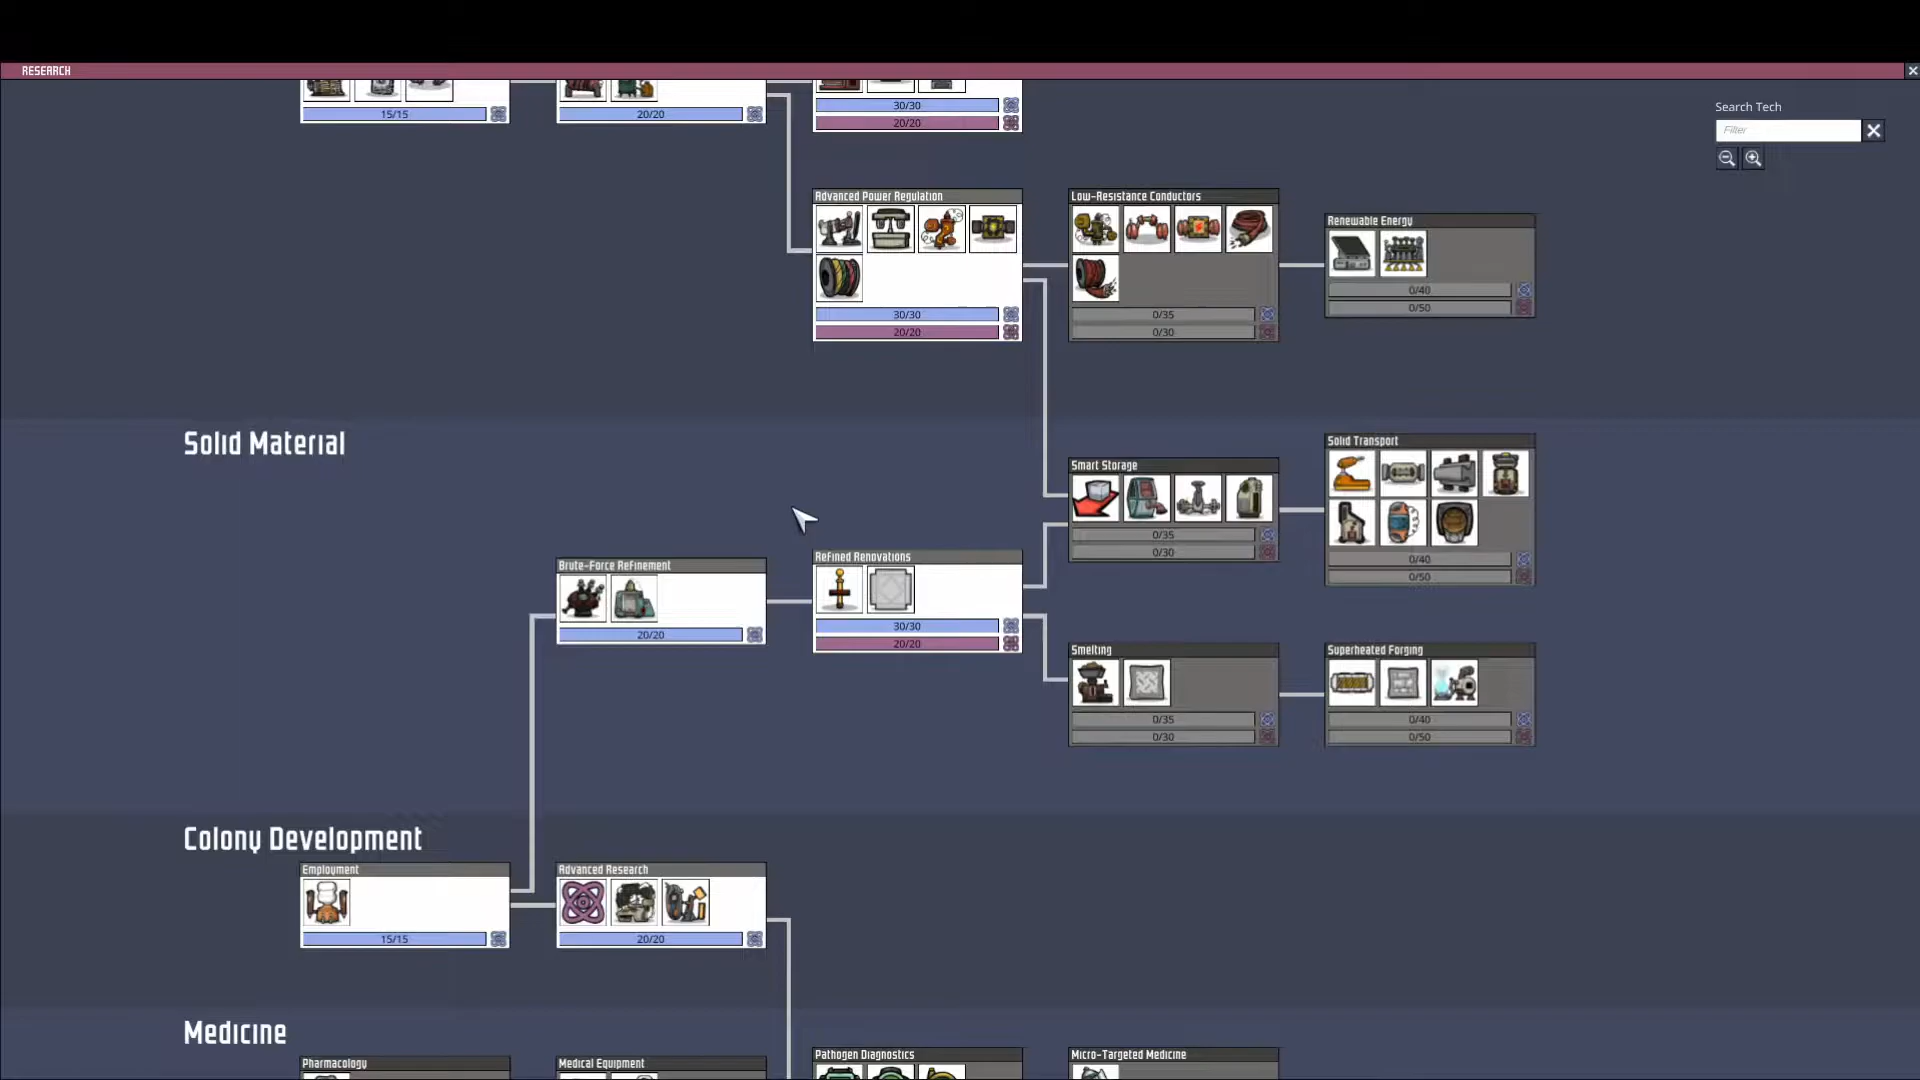 RESEARCH
Search Tech
Filter
15/15
20/20
30/30
20/20
Advanced Power Regulation
30/30
20/20
Low-Resistance Conductors
0/35
0/30
Renewable Energy
0/40
0/50
Solid Material
Smart Storage
0/35
0/30
Solid Transport
0/40
0/50
Brute-Force Refinement
20/20
Refined Renovations
30/30
20/20
Smelting
0/35
0/30
Superheated Forging
0/40
0/50
Colony Development
Employment
15/15
Advanced Research
20/20
Medicine
Pharmacology
Medical Equipment
Pathogen Diagnostics
Micro-Targeted Medicine